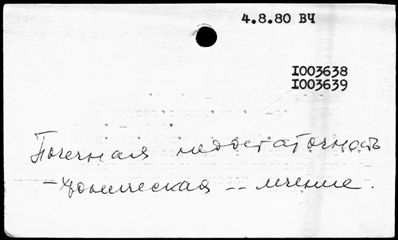 4.8.80 ВЧ
I003638
I003639
Почечная недостаточность
– хроническая -- лечение.